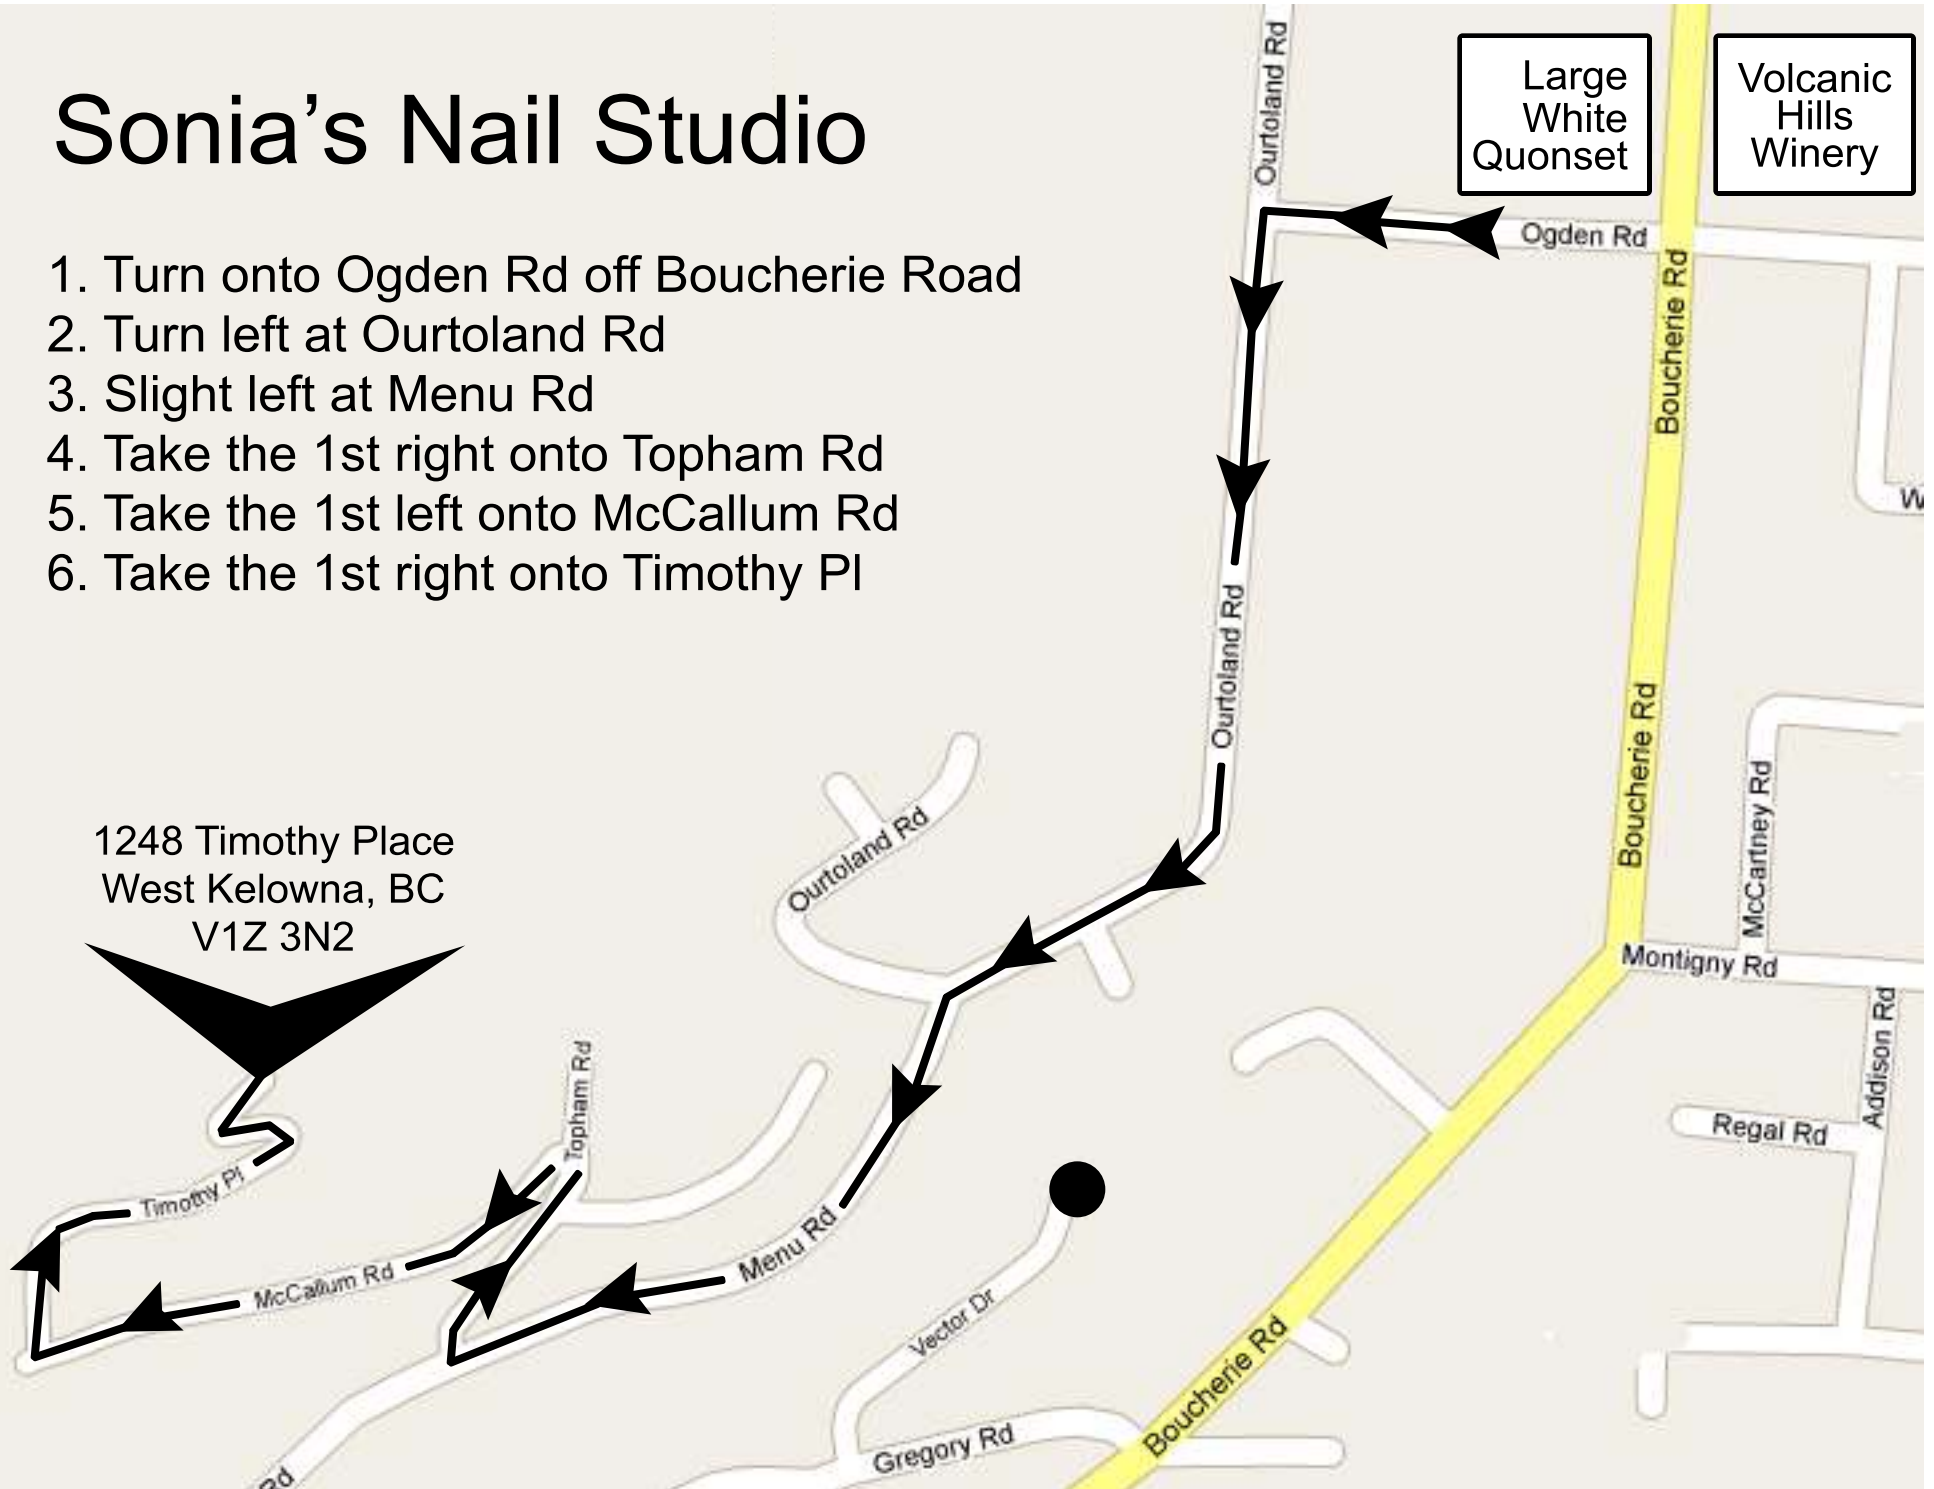 Sonia's Nail Studio
1. Turn onto Ogden Rd off Boucherie Road
2. Turn left at Ourtoland Rd
3. Slight left at Menu Rd
4. Take the 1st right onto Topham Rd
5. Take the 1st left onto McCallum Rd
6. Take the 1st right onto Timothy Pl
Large
White
Quonset
Volcanic
Hills
Winery
Ourtoland Rd
Ogden Rd
Boucherie Rd
W
Ourtoland Rd
Boucherie Rd
McCartney Rd
Ourtoland Rd
1248 Timothy Place
West Kelowna, BC
V1Z 3N2
Montigny Rd
Addison Rd
Topham Rd
Regal Rd
Timothy Pl
Menu Rd
McCallum Rd
Vector Dr
Boucherie Rd
Gregory Rd
Rd